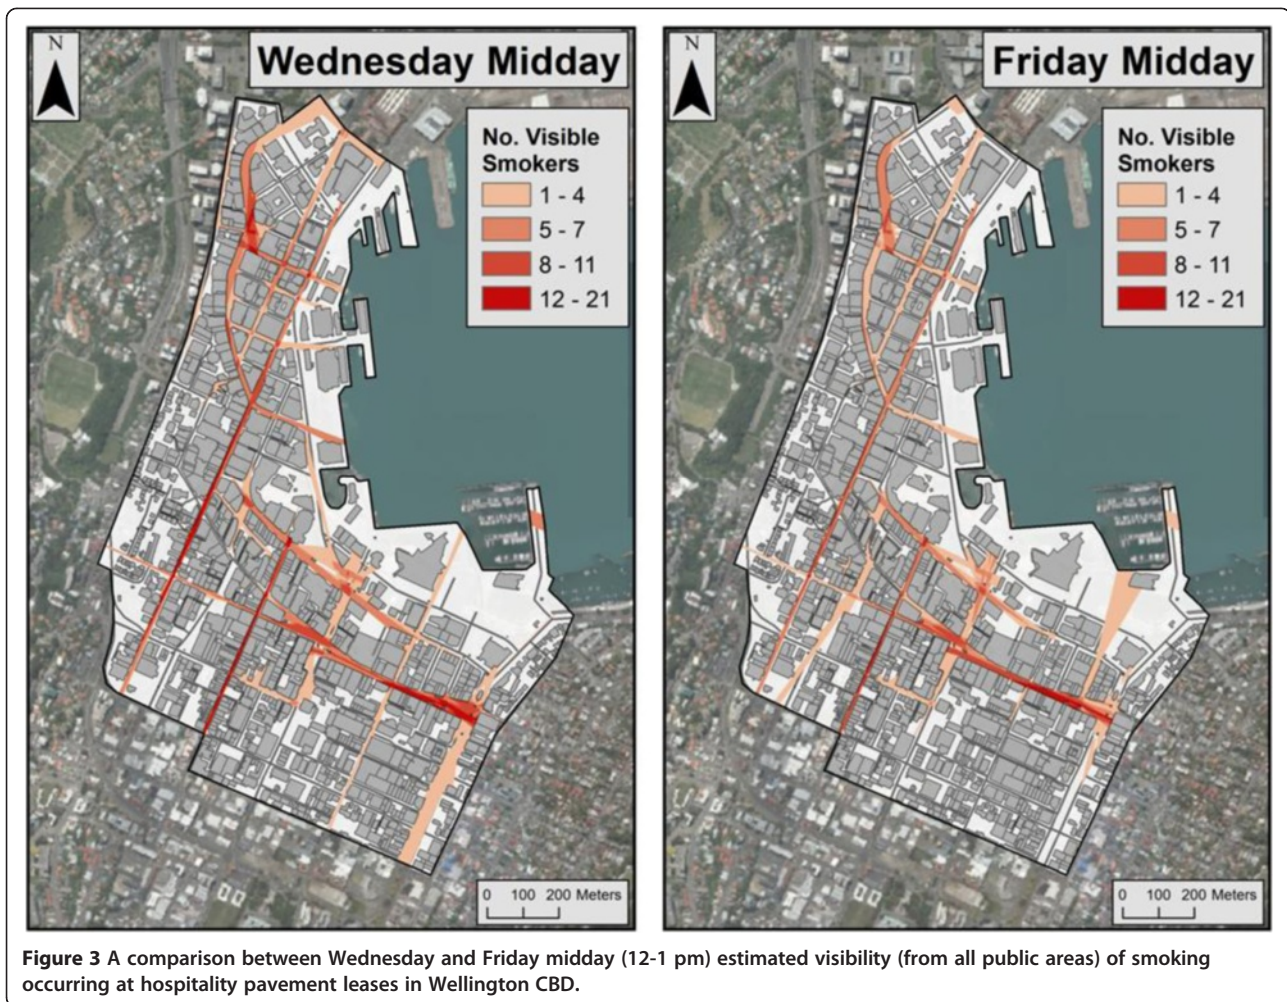 N
Wednesday Midday
No. Visible
Smokers
1 - 4
5 - 7
8 - 11
12 - 21
0 100 200 Meters
N
Friday Midday
No. Visible
Smokers
1 - 4
5 - 7
8 - 11
12 - 21
0 100 200 Meters
Figure 3 A comparison between Wednesday and Friday midday (12-1 pm) estimated visibility (from all public areas) of smoking
occurring at hospitality pavement leases in Wellington CBD.